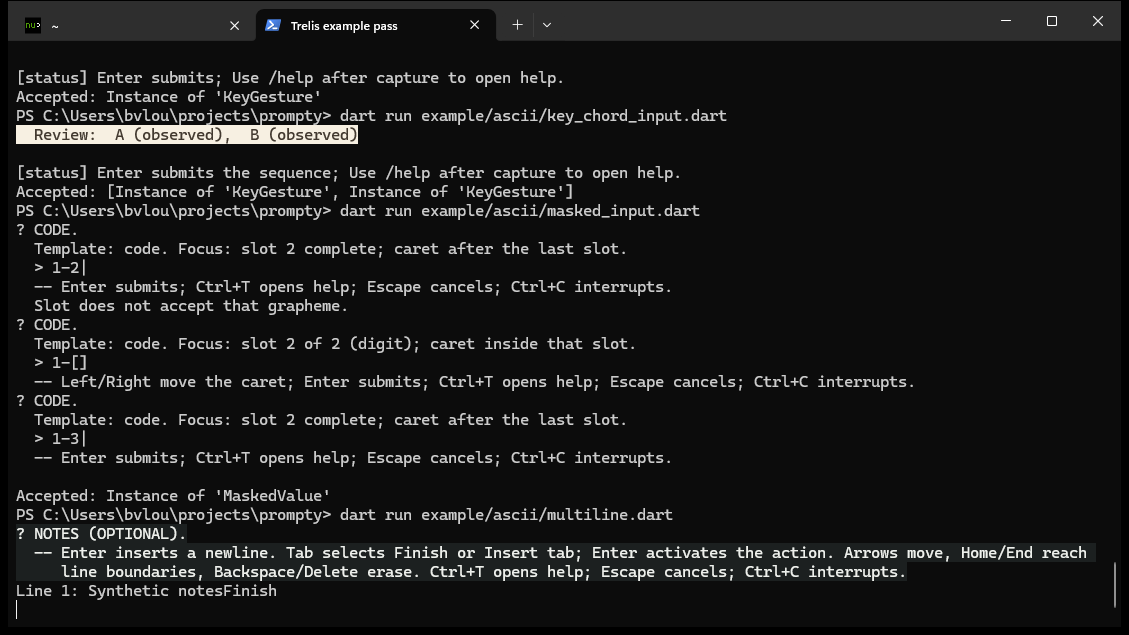 nu> ~
Trelis example pass
[status] Enter submits; Use /help after capture to open help.
Accepted: Instance of 'KeyGesture'
PS C:\Users\bvlou\projects\prompty> dart run example/ascii/key_chord_input.dart
Review:  A (observed),  B (observed)
[status] Enter submits the sequence; Use /help after capture to open help.
Accepted: [Instance of 'KeyGesture', Instance of 'KeyGesture']
PS C:\Users\bvlou\projects\prompty> dart run example/ascii/masked_input.dart
? CODE.
  Template: code. Focus: slot 2 complete; caret after the last slot.
  > 1-2|
  -- Enter submits; Ctrl+T opens help; Escape cancels; Ctrl+C interrupts.
  Slot does not accept that grapheme.
? CODE.
  Template: code. Focus: slot 2 of 2 (digit); caret inside that slot.
  > 1-[]
  -- Left/Right move the caret; Enter submits; Ctrl+T opens help; Escape cancels; Ctrl+C interrupts.
? CODE.
  Template: code. Focus: slot 2 complete; caret after the last slot.
  > 1-3|
  -- Enter submits; Ctrl+T opens help; Escape cancels; Ctrl+C interrupts.
Accepted: Instance of 'MaskedValue'
PS C:\Users\bvlou\projects\prompty> dart run example/ascii/multiline.dart
? NOTES (OPTIONAL).
  -- Enter inserts a newline. Tab selects Finish or Insert tab; Enter activates the action. Arrows move, Home/End reach
     line boundaries, Backspace/Delete erase. Ctrl+T opens help; Escape cancels; Ctrl+C interrupts.
Line 1: Synthetic notesFinish